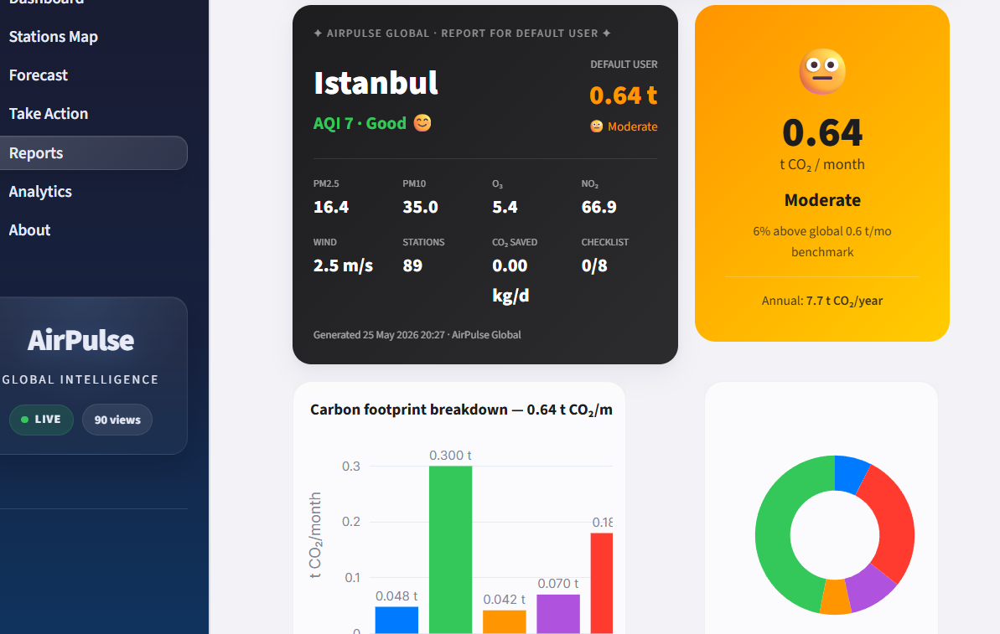 Dashboard
Stations Map
Forecast
Take Action
Reports
Analytics
About
AirPulse
GLOBAL INTELLIGENCE
LIVE
90 views
✦ AIRPULSE GLOBAL · REPORT FOR DEFAULT USER ✦
Istanbul
AQI 7 · Good 😊
DEFAULT USER
0.64 t
😐 Moderate
PM2.5 PM10 O₃ NO₂
16.4 35.0 5.4 66.9
WIND STATIONS CO₂ SAVED CHECKLIST
2.5 m/s 89 0.00 0/8
kg/d
Generated 25 May 2026 20:27 · AirPulse Global
0.64
t CO₂ / month
Moderate
6% above global 0.6 t/mo
benchmark
Annual: 7.7 t CO₂/year
Carbon footprint breakdown — 0.64 t CO₂/m
t CO₂/month
0.3
0.2
0.1
0
0.048 t
0.300 t
0.042 t
0.070 t
0.18